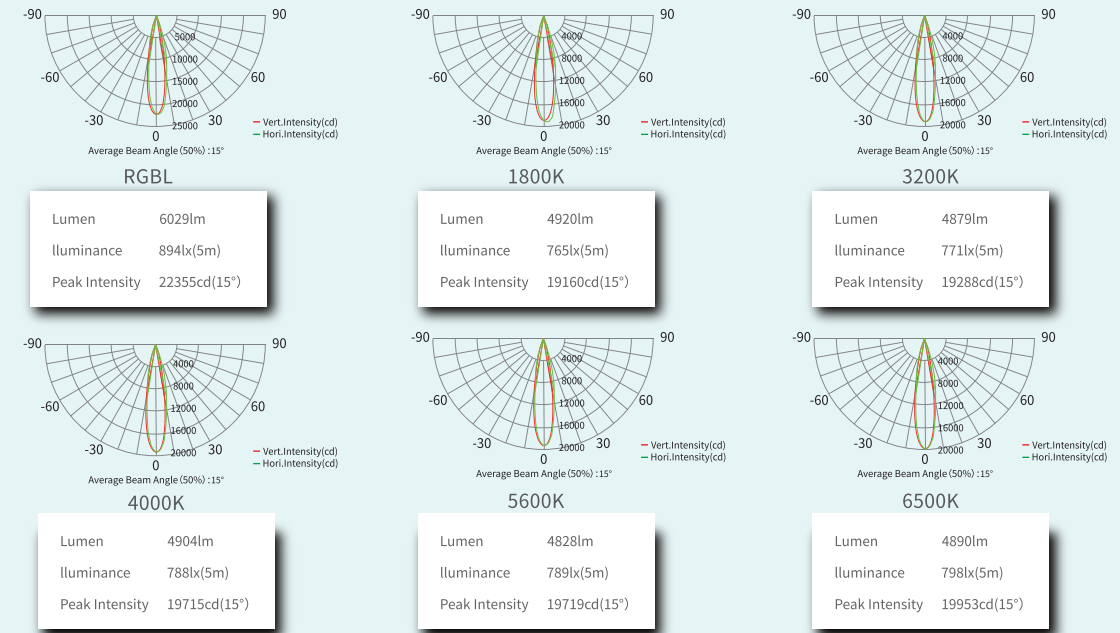 -90 90
5000
10000
-60 15000 60
20000
-30 30
25000
0
Vert.Intensity(cd)
Hori.Intensity(cd)
Average Beam Angle(50%):15°
RGBL
Lumen 6029lm
lluminance 894lx(5m)
Peak Intensity 22355cd(15°)
-90 90
4000
8000
-60 12000 60
16000
-30 30
20000
0
Vert.Intensity(cd)
Hori.Intensity(cd)
Average Beam Angle(50%):15°
1800K
Lumen 4920lm
lluminance 765lx(5m)
Peak Intensity 19160cd(15°)
-90 90
4000
8000
-60 12000 60
16000
-30 30
20000
0
Vert.Intensity(cd)
Hori.Intensity(cd)
Average Beam Angle(50%):15°
3200K
Lumen 4879lm
lluminance 771lx(5m)
Peak Intensity 19288cd(15°)
-90 90
4000
8000
-60 12000 60
16000
-30 30
20000
0
Vert.Intensity(cd)
Hori.Intensity(cd)
Average Beam Angle(50%):15°
4000K
Lumen 4904lm
lluminance 788lx(5m)
Peak Intensity 19715cd(15°)
-90 90
4000
8000
-60 12000 60
16000
-30 30
20000
0
Vert.Intensity(cd)
Hori.Intensity(cd)
Average Beam Angle(50%):15°
5600K
Lumen 4828lm
lluminance 789lx(5m)
Peak Intensity 19719cd(15°)
-90 90
4000
8000
-60 12000 60
16000
-30 30
20000
0
Vert.Intensity(cd)
Hori.Intensity(cd)
Average Beam Angle(50%):15°
6500K
Lumen 4890lm
lluminance 798lx(5m)
Peak Intensity 19953cd(15°)